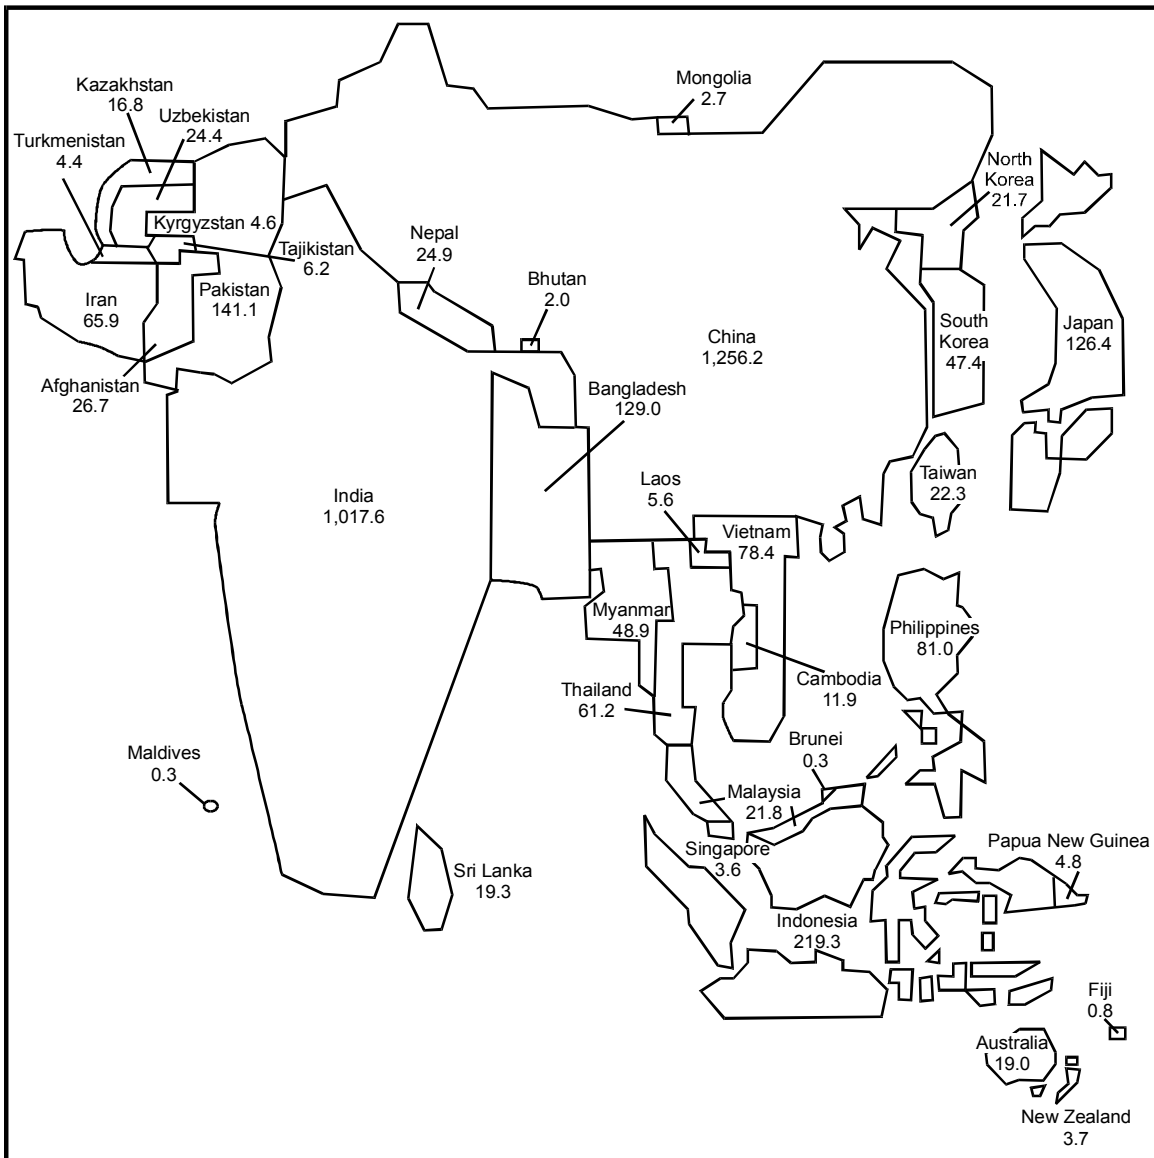 Kazakhstan
16.8
Uzbekistan
24.4
Turkmenistan
4.4
Mongolia
2.7
North
Korea
21.7
Kyrgyzstan 4.6
Tajikistan
6.2
Nepal
24.9
Bhutan
2.0
Iran
65.9
Pakistan
141.1
China
1,256.2
South
Korea
47.4
Japan
126.4
Afghanistan
26.7
Bangladesh
129.0
India
1,017.6
Laos
5.6
Taiwan
22.3
Vietnam
78.4
Myanmar
48.9
Philippines
81.0
Thailand
61.2
Cambodia
11.9
Maldives
0.3
Brunei
0.3
Malaysia
21.8
Sri Lanka
19.3
Singapore
3.6
Papua New Guinea
4.8
Indonesia
219.3
Fiji
0.8
Australia
19.0
New Zealand
3.7